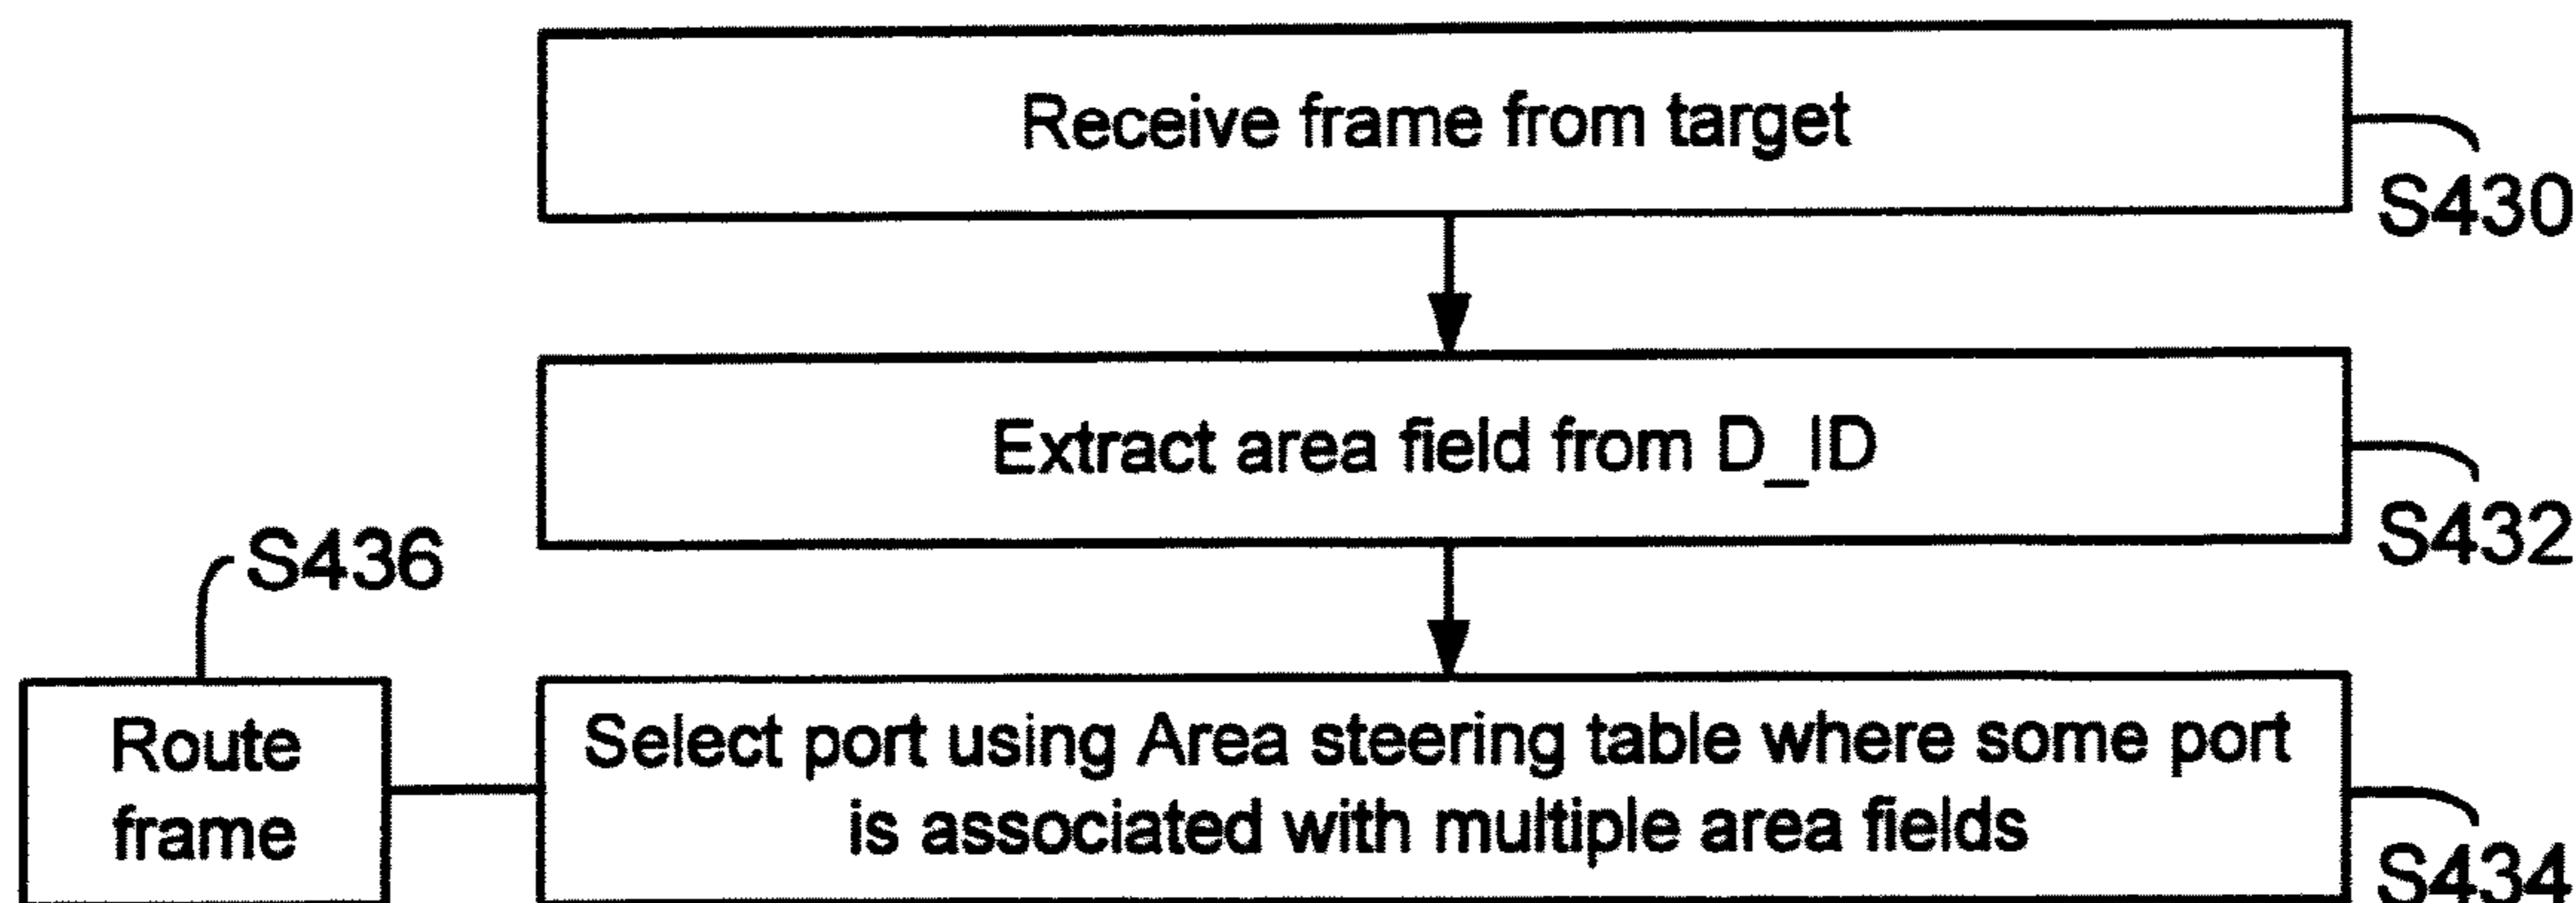 Receive frame from target
S430
Extract area field from D_ID
S432
S436
Select port using Area steering table where some port
is associated with multiple area fields
S434
Route
frame